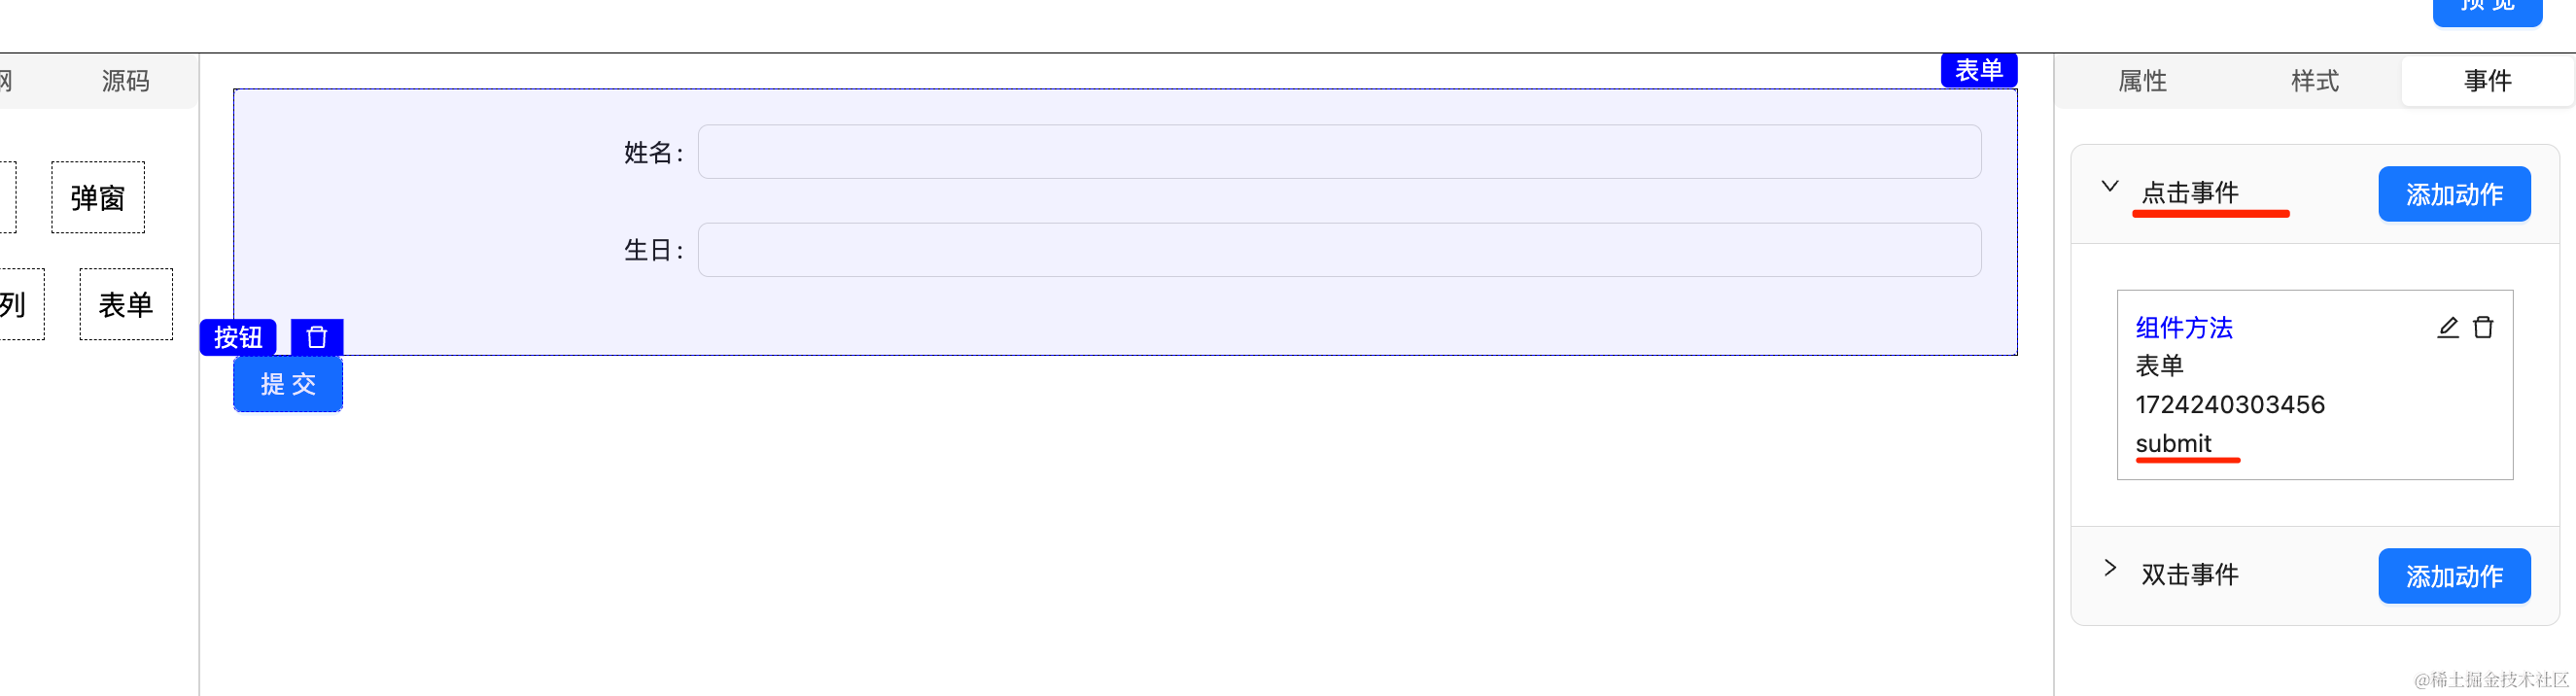 预 览
网
源码
弹窗
列
表单
表单
姓名:
生日:
按钮
提 交
属性
样式
事件
点击事件
添加动作
组件方法
表单
1724240303456
submit
双击事件
添加动作
@稀土掘金技术社区